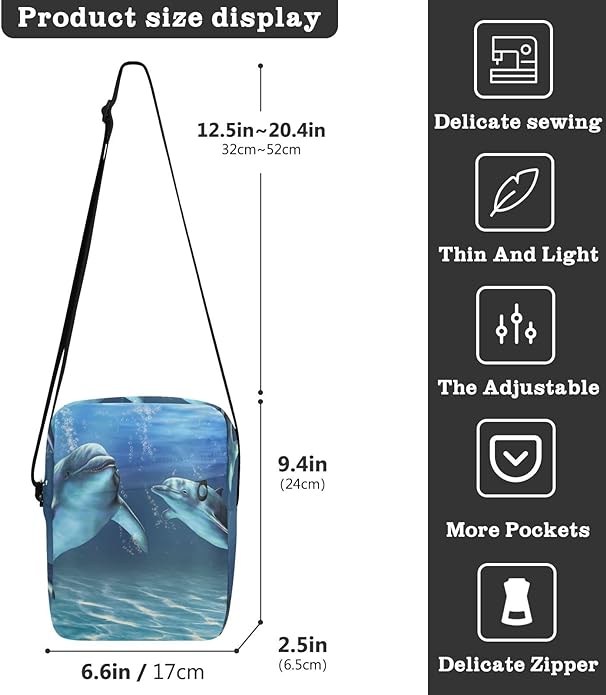 Product size display
12.5in~20.4in
32cm~52cm
9.4in
(24cm)
2.5in
(6.5cm)
6.6in / 17cm
Delicate sewing
Thin And Light
The Adjustable
More Pockets
Delicate Zipper